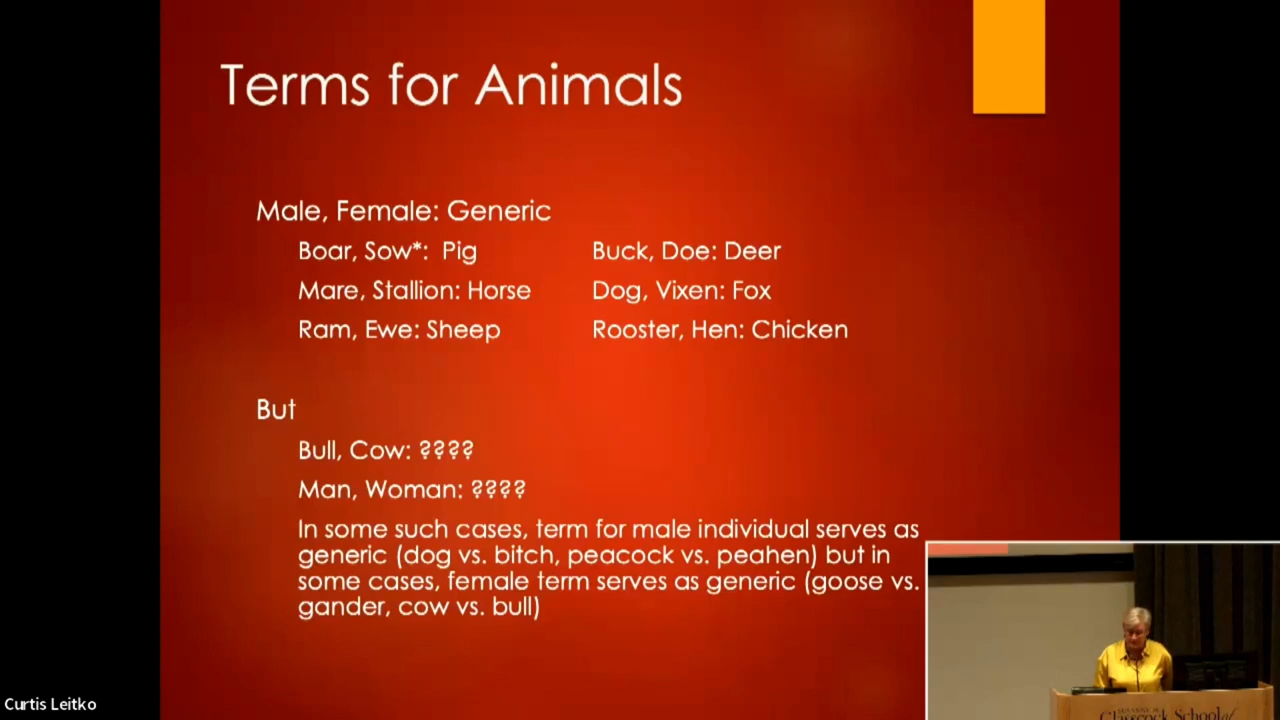 Terms for Animals
Male, Female: Generic
Boar, Sow*: Pig
Buck, Doe: Deer
Mare, Stallion: Horse
Dog, Vixen: Fox
Ram, Ewe: Sheep
Rooster, Hen: Chicken
But
Bull, Cow: ????
Man, Woman: ????
In some such cases, term for male individual serves as
generic (dog vs. bitch, peacock vs. peahen) but in
some cases, female term serves as generic (goose vs.
gander, cow vs. bull)
Curtis Leitko
Glasscock School of